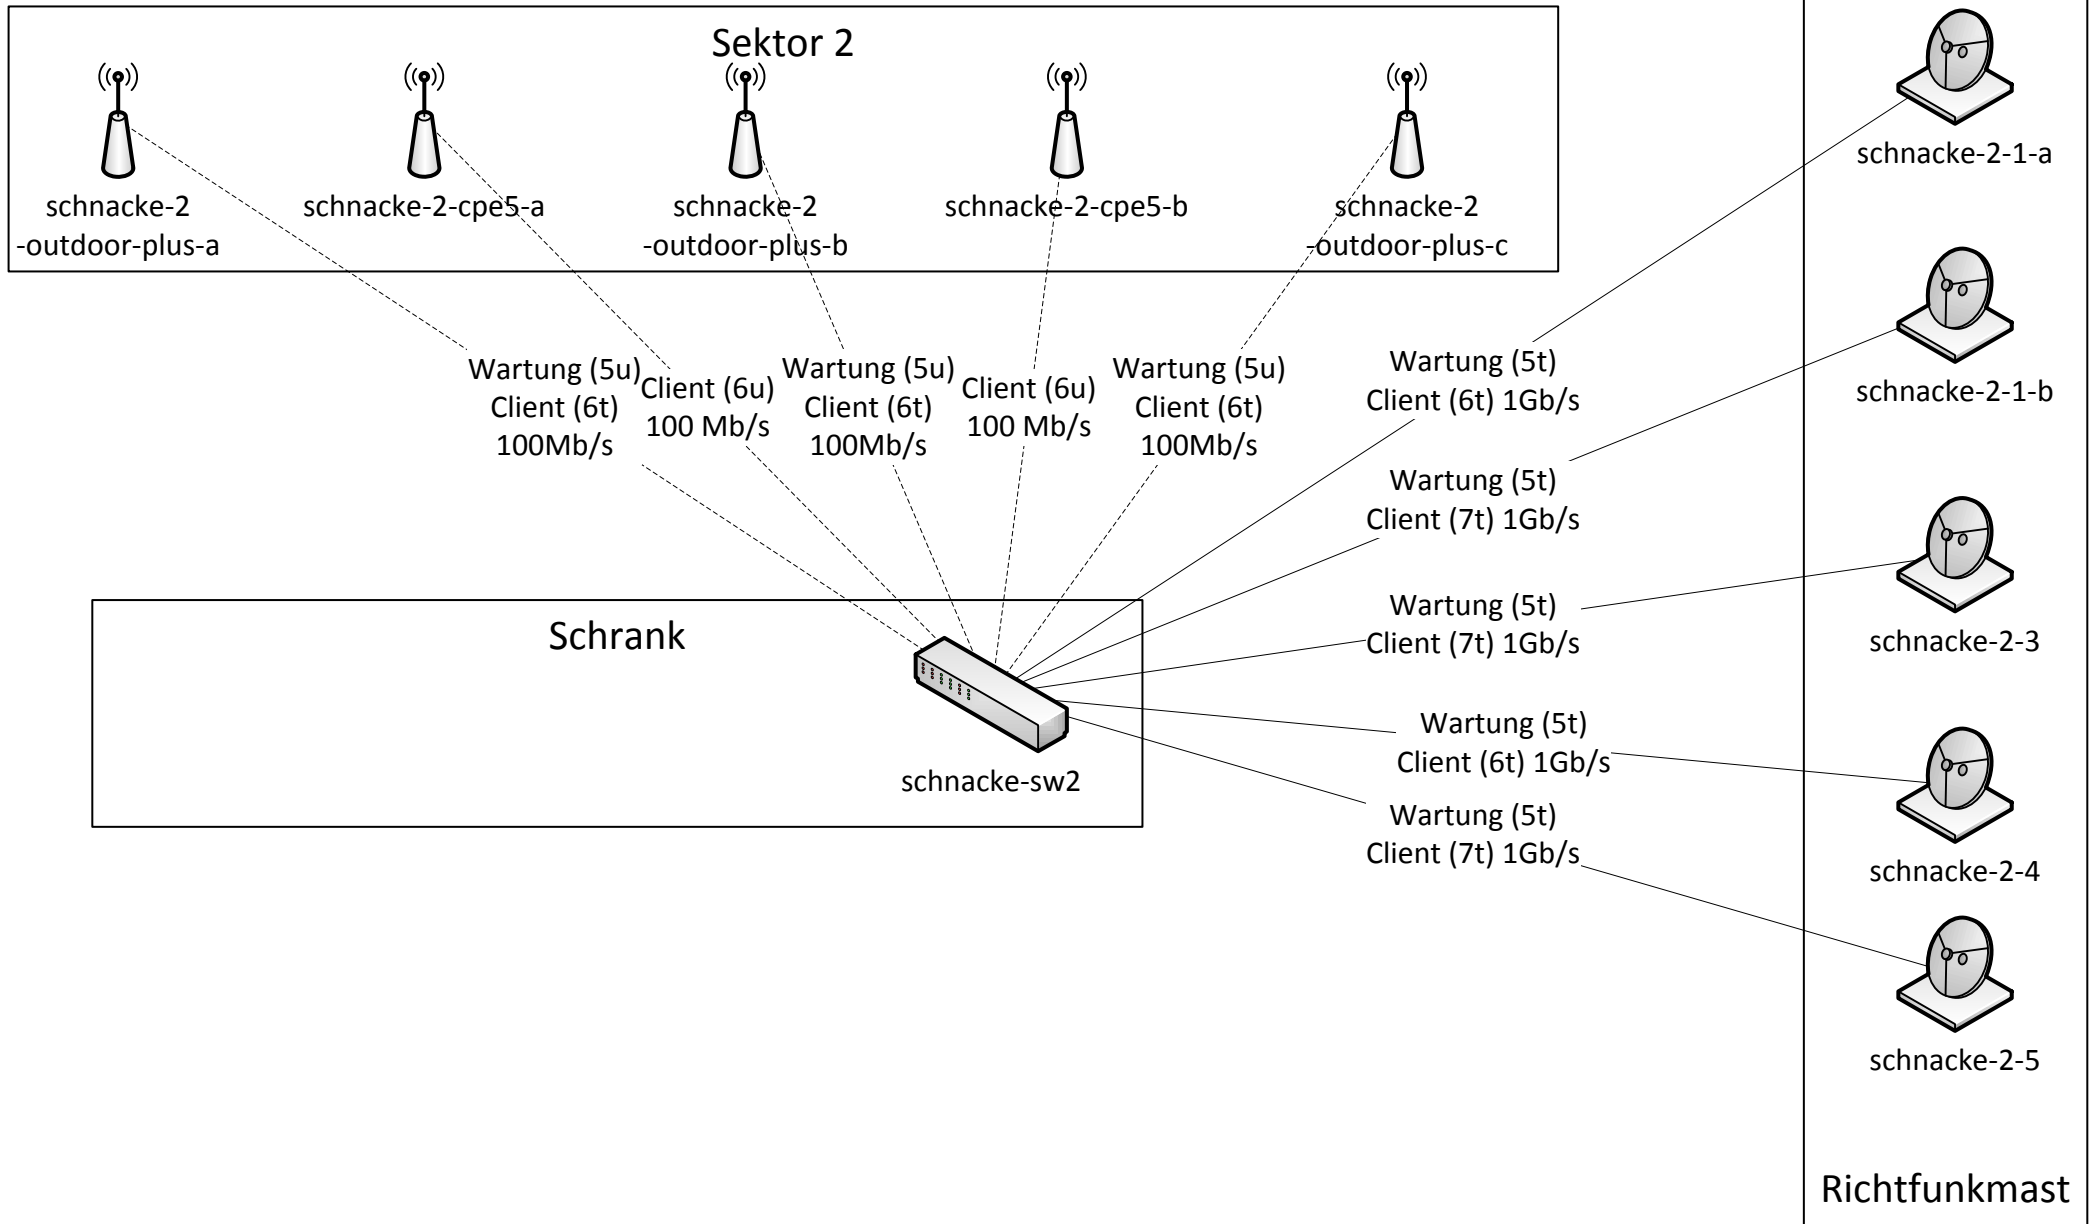 Sektor 2
schnacke-2
-outdoor-plus-a
schnacke-2-cpe5-a
schnacke-2
-outdoor-plus-b
schnacke-2-cpe5-b
schnacke-2
-outdoor-plus-c
Wartung (5u)
Client (6t)
100Mb/s
Client (6u)
100 Mb/s
Wartung (5u)
Client (6t)
100Mb/s
Client (6u)
100 Mb/s
Wartung (5u)
Client (6t)
100Mb/s
Wartung (5t)
Client (6t) 1Gb/s
Wartung (5t)
Client (7t) 1Gb/s
Wartung (5t)
Client (7t) 1Gb/s
Wartung (5t)
Client (6t) 1Gb/s
Wartung (5t)
Client (7t) 1Gb/s
Schrank
schnacke-sw2
schnacke-2-1-a
schnacke-2-1-b
schnacke-2-3
schnacke-2-4
schnacke-2-5
Richtfunkmast